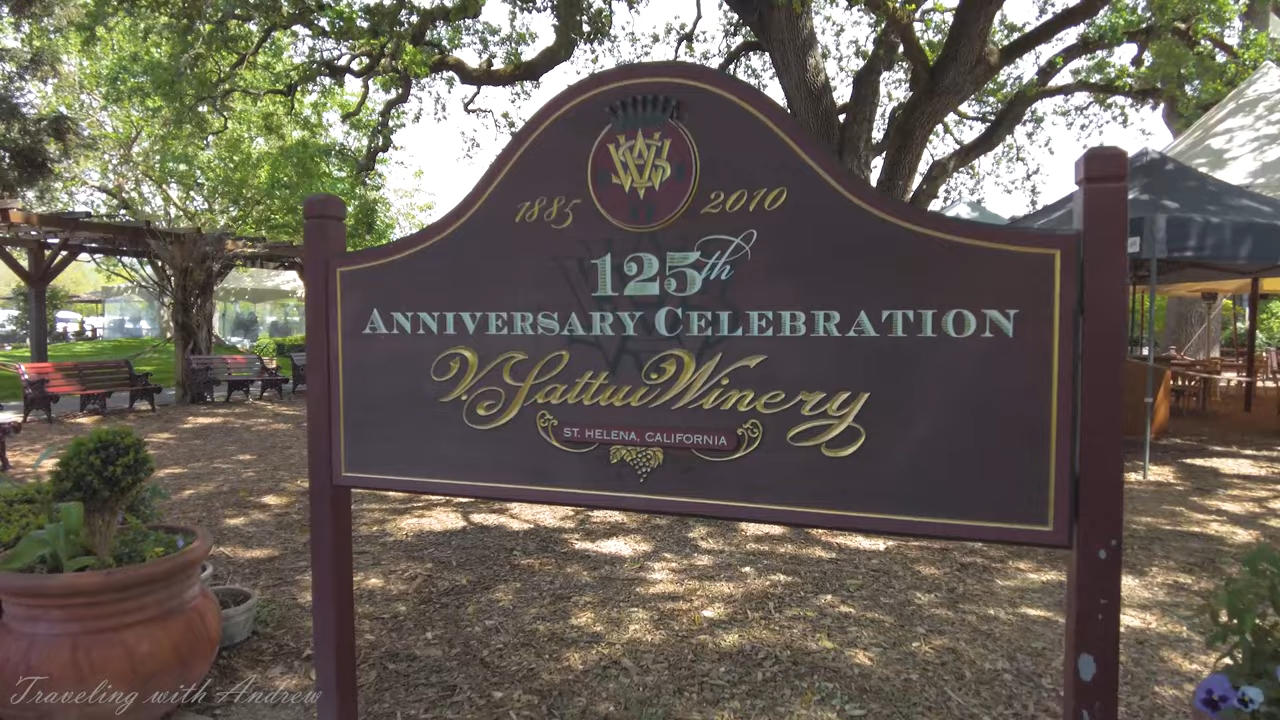 1885 2010
125th
ANNIVERSARY CELEBRATION
V. Sattui Winery
ST. HELENA, CALIFORNIA
Traveling with Andrew